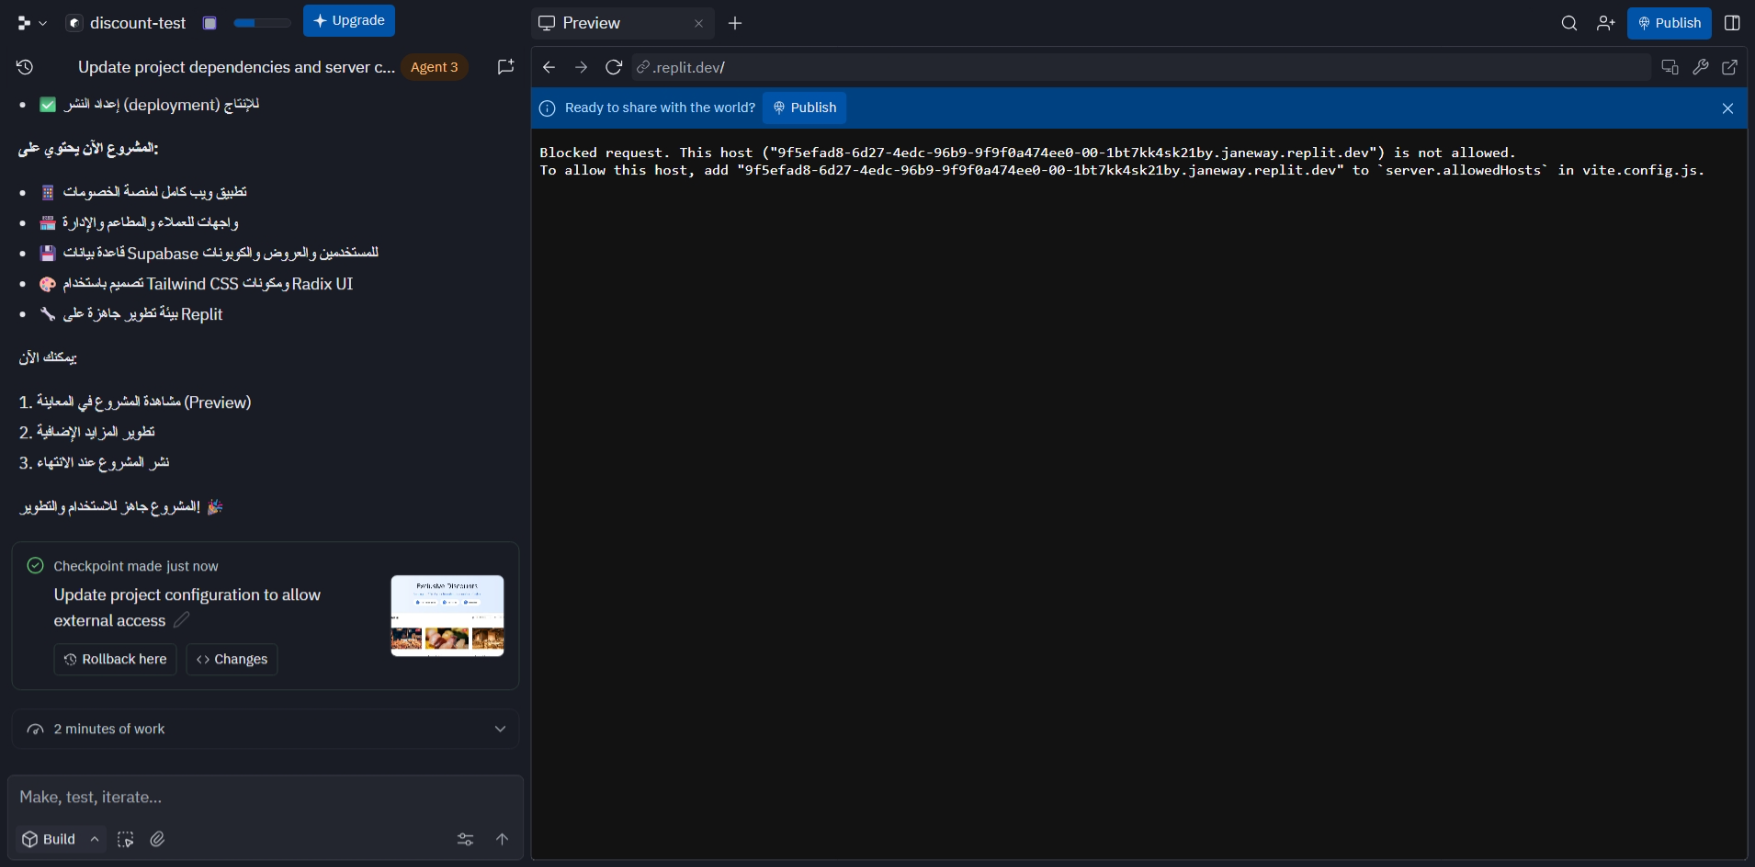 discount-test
Upgrade
Preview
Publish
Update project dependencies and server c...
Agent 3
.replit.dev/
Ready to share with the world?
Publish
✅ إعداد النشر (deployment) للإنتاج
المشروع الآن يحتوي على:
تطبيق ويب كامل لمنصة الخصومات
واجهات للعملاء والمطاعم والإدارة
قاعدة بيانات Supabase للمستخدمين والعروض والكوبونات
تصميم باستخدام Tailwind CSS ومكونات Radix UI
بيئة تطوير جاهزة على Replit
يمكنك الآن:
1. مشاهدة المشروع في المعاينة (Preview)
2. تطوير المزايد الإضافية
3. نشر المشروع عند الانتهاء
المشروع جاهز للاستخدام والتطوير! 🎉
Checkpoint made just now
Update project configuration to allow
external access
Rollback here
Changes
Exclusive Discounts
2 minutes of work
Make, test, iterate...
Build
Blocked request. This host ("9f5efad8-6d27-4edc-96b9-9f9f0a474ee0-00-1bt7kk4sk21by.janeway.replit.dev") is not allowed.
To allow this host, add "9f5efad8-6d27-4edc-96b9-9f9f0a474ee0-00-1bt7kk4sk21by.janeway.replit.dev" to `server.allowedHosts` in vite.config.js.